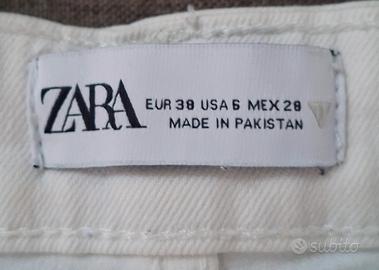 ZARA
EUR 38 USA 6 MEX 28
MADE IN PAKISTAN
subito